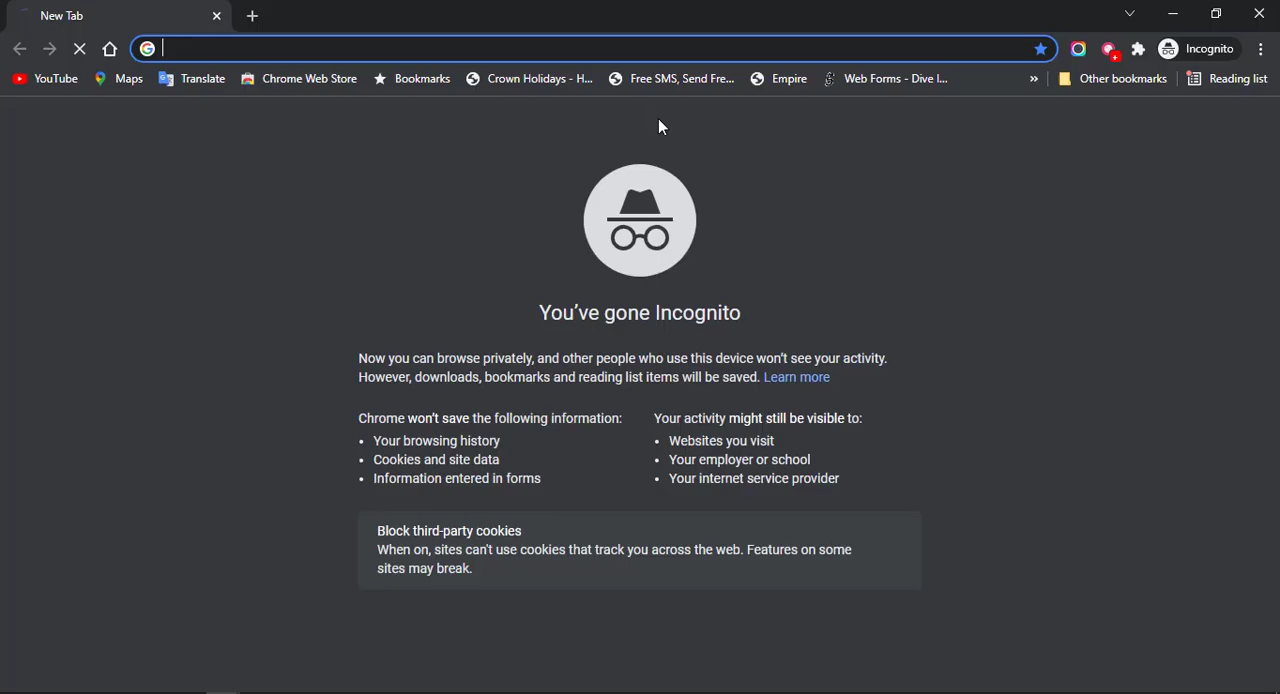 New Tab
Incognito
YouTube Maps Translate Chrome Web Store Bookmarks Crown Holidays - H... Free SMS, Send Fre... Empire Web Forms - Dive I... » Other bookmarks Reading list
You've gone Incognito
Now you can browse privately, and other people who use this device won't see your activity.
However, downloads, bookmarks and reading list items will be saved. Learn more
Chrome won't save the following information:
• Your browsing history
• Cookies and site data
• Information entered in forms
Your activity might still be visible to:
• Websites you visit
• Your employer or school
• Your internet service provider
Block third-party cookies
When on, sites can't use cookies that track you across the web. Features on some
sites may break.